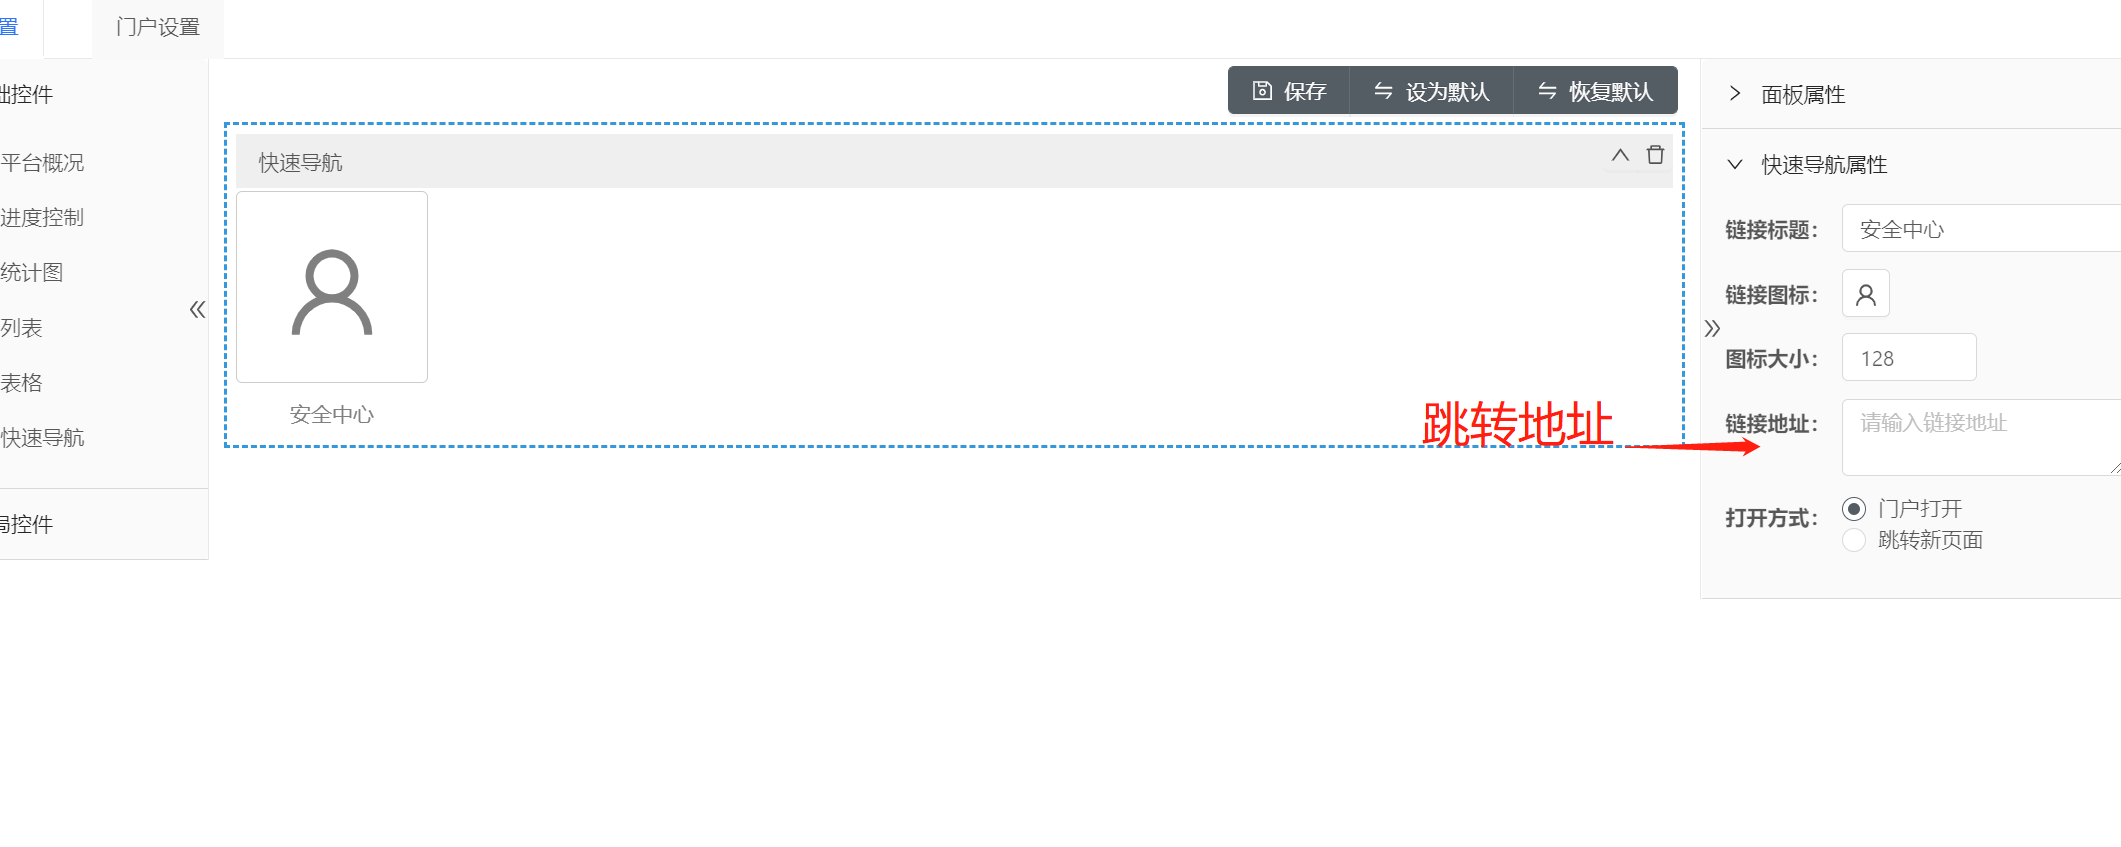 置
门户设置
础控件
平台概况
进度控制
统计图
列表
表格
快速导航
局控件
保存
设为默认
恢复默认
快速导航
安全中心
跳转地址
面板属性
快速导航属性
链接标题：
安全中心
链接图标：
图标大小：
128
链接地址：
请输入链接地址
打开方式：
门户打开
跳转新页面